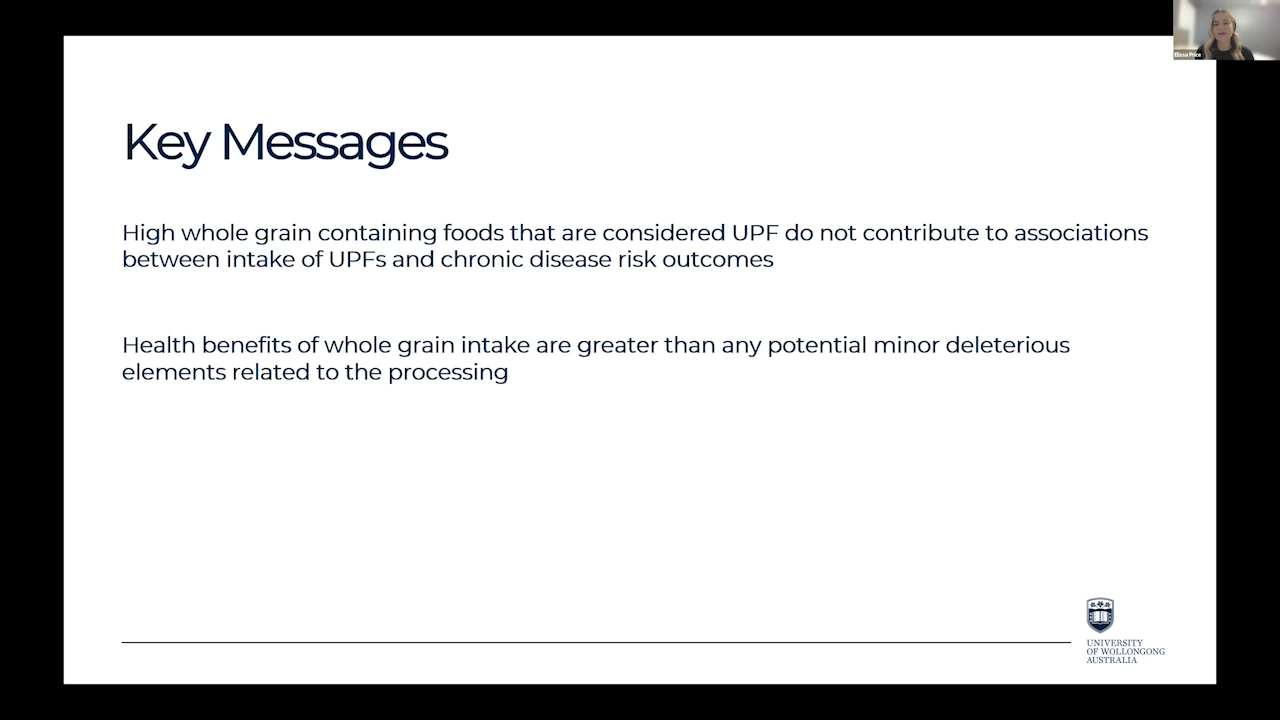 Elissa Price
Key Messages
High whole grain containing foods that are considered UPF do not contribute to associations
between intake of UPFs and chronic disease risk outcomes
Health benefits of whole grain intake are greater than any potential minor deleterious
elements related to the processing
UNIVERSITY
OF WOLLONGONG
AUSTRALIA